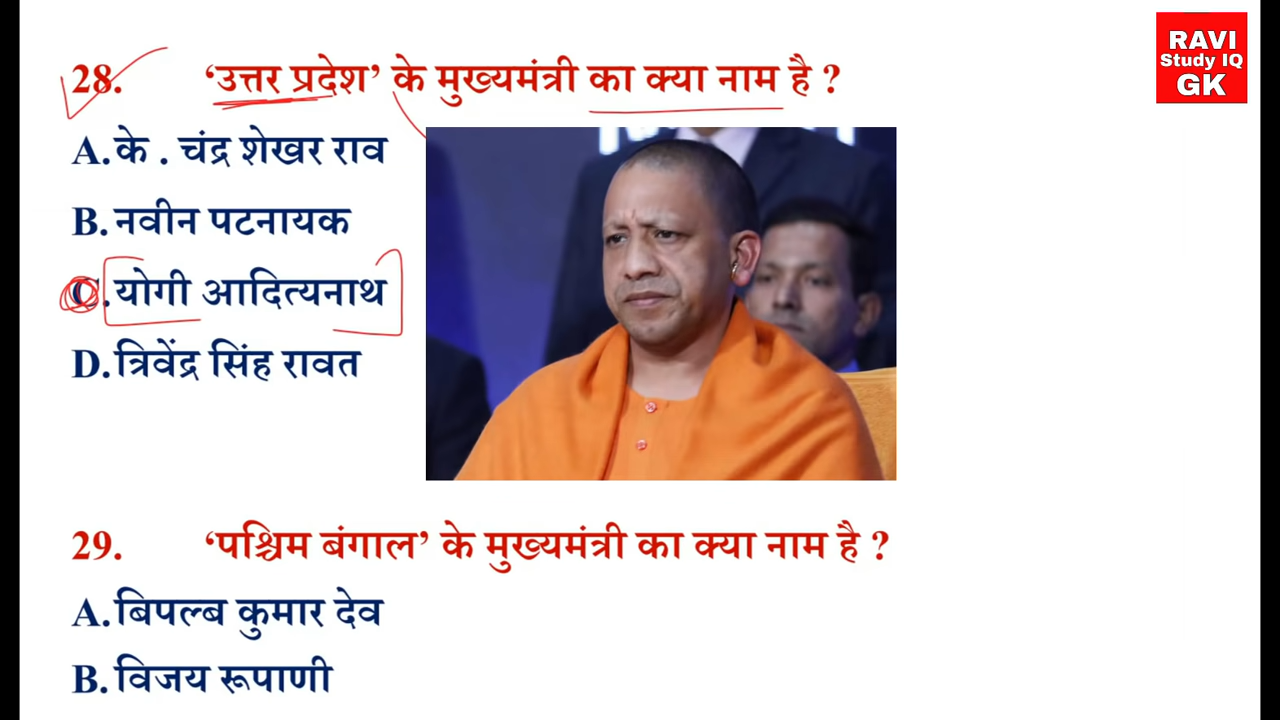 28. ‘उत्तर प्रदेश’ के मुख्यमंत्री का क्या नाम है ?
A. के . चंद्र शेखर राव
B. नवीन पटनायक
C. योगी आदित्यनाथ
D. त्रिवेंद्र सिंह रावत
29. ‘पश्चिम बंगाल’ के मुख्यमंत्री का क्या नाम है ?
A. बिपल्ब कुमार देव
B. विजय रूपाणी
RAVI
Study IQ
GK